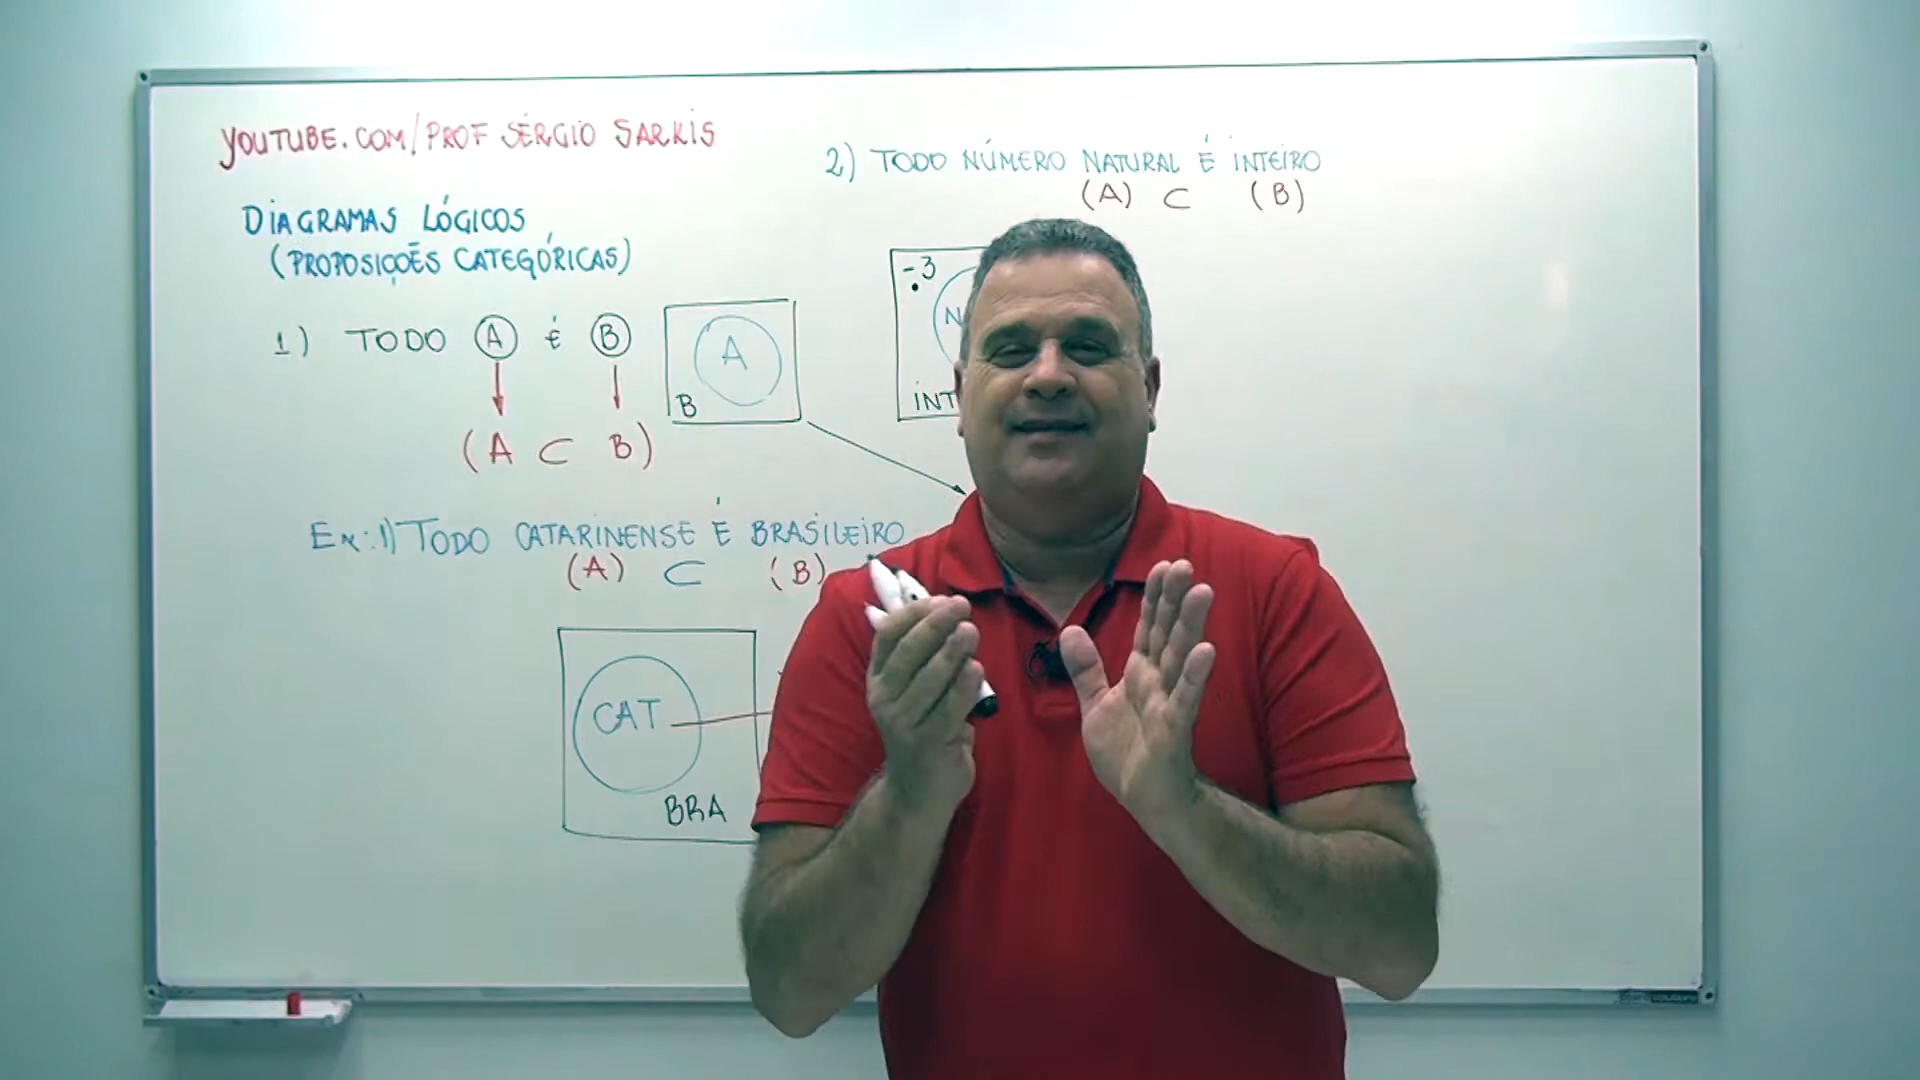 YOUTUBE.COM/PROF SÉRGIO SARKIS
DIAGRAMAS LÓGICOS
(PROPOSIÇÕES CATEGÓRICAS)
1) TODO A É B
(A ⊂ B)
A
B
Ex.:1) TODO CATARINENSE É BRASILEIRO
(A) ⊂ (B)
CAT
BRA
2) TODO NÚMERO NATURAL É INTEIRO
(A) ⊂ (B)
-3
N
INT